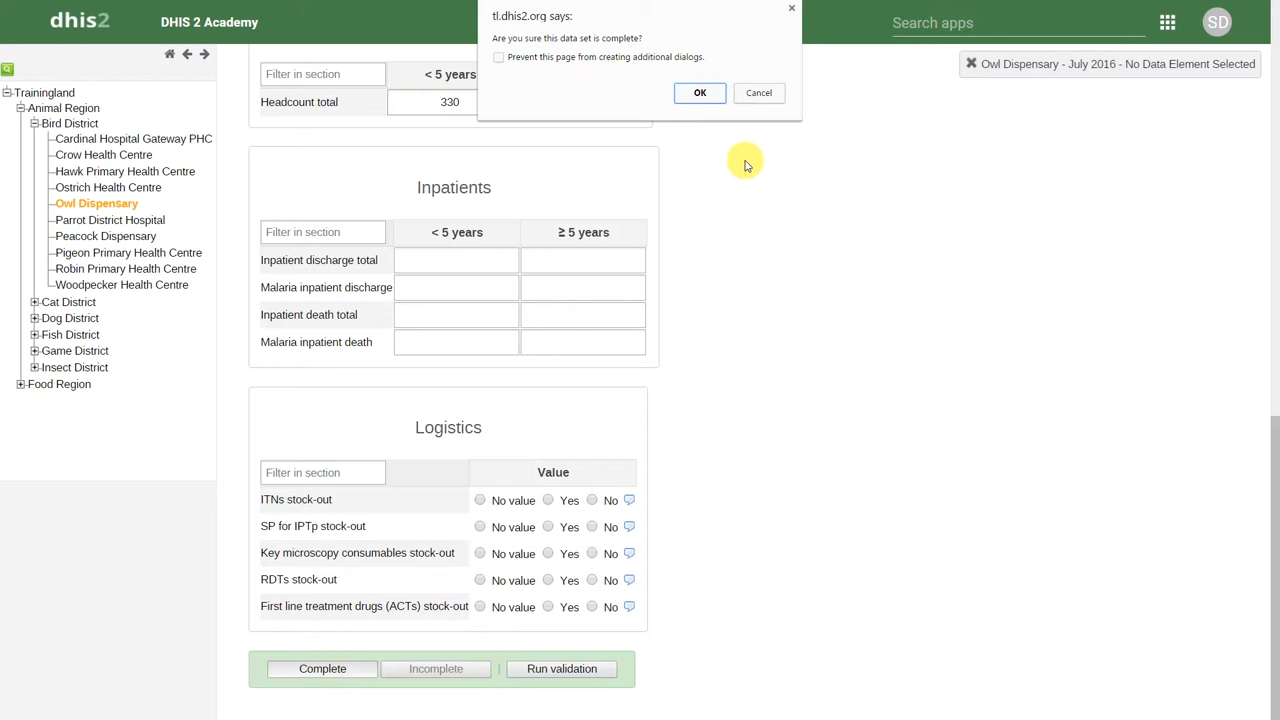 dhis2
DHIS 2 Academy
tl.dhis2.org says:
Are you sure this data set is complete?
Prevent this page from creating additional dialogs.
OK
Cancel
Search apps
SD
Owl Dispensary - July 2016 - No Data Element Selected
Trainingland
Animal Region
Bird District
Cardinal Hospital Gateway PHC
Crow Health Centre
Hawk Primary Health Centre
Ostrich Health Centre
Owl Dispensary
Parrot District Hospital
Peacock Dispensary
Pigeon Primary Health Centre
Robin Primary Health Centre
Woodpecker Health Centre
Cat District
Dog District
Fish District
Game District
Insect District
Food Region
Filter in section < 5 years
Headcount total 330
Inpatients
Filter in section < 5 years ≥ 5 years
Inpatient discharge total
Malaria inpatient discharge
Inpatient death total
Malaria inpatient death
Logistics
Filter in section Value
ITNs stock-out No value Yes No
SP for IPTp stock-out No value Yes No
Key microscopy consumables stock-out No value Yes No
RDTs stock-out No value Yes No
First line treatment drugs (ACTs) stock-out No value Yes No
Complete Incomplete | Run validation